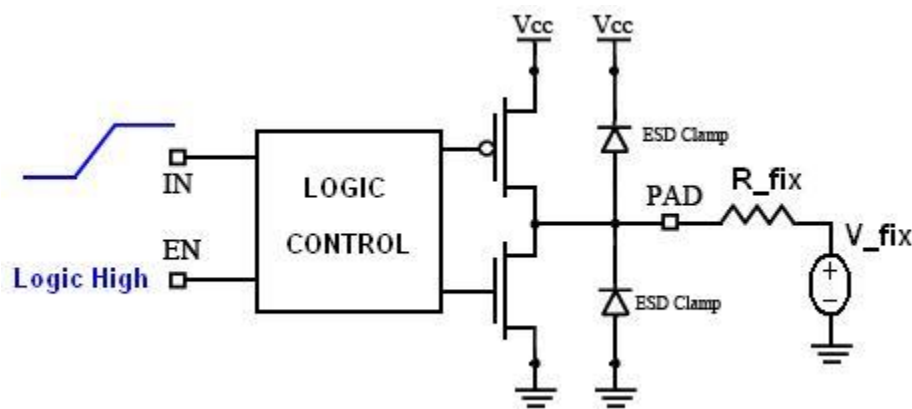 Vcc Vcc
ESD Clamp
IN
LOGIC
CONTROL
PAD
R_fix
V_fix
EN
Logic High
ESD Clamp